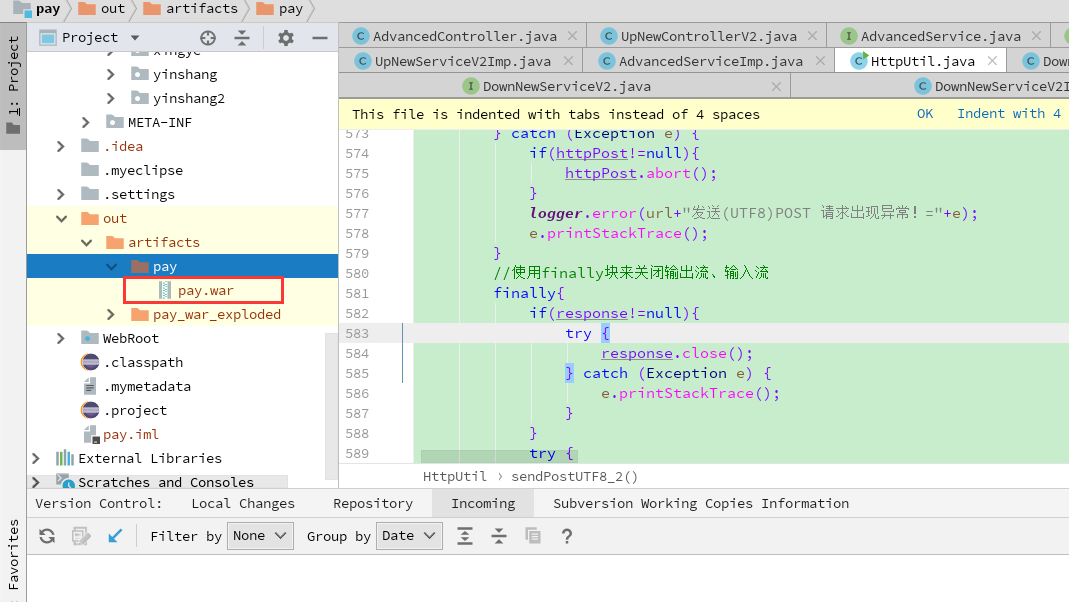 pay out artifacts pay
1: Project
Project
AdvancedController.java UpNewControllerV2.java AdvancedService.java
UpNewServiceV2Imp.java AdvancedServiceImp.java HttpUtil.java Down
DownNewServiceV2.java DownNewServiceV2I
This file is indented with tabs instead of 4 spaces OK Indent with 4
yinshang
yinshang2
META-INF
.idea
.myeclipse
.settings
out
artifacts
pay
pay.war
pay_war_exploded
WebRoot
.classpath
.mymetadata
.project
pay.iml
External Libraries
Scratches and Consoles
573 } catch (Exception e) {
574 if(httpPost!=null){
575 httpPost.abort();
576 }
577 logger.error(url+"发送(UTF8)POST 请求出现异常！="+e);
578 e.printStackTrace();
579 }
580 //使用finally块来关闭输出流、输入流
581 finally{
582 if(response!=null){
583 try {
584 response.close();
585 } catch (Exception e) {
586 e.printStackTrace();
587 }
588 }
589 try {
HttpUtil › sendPostUTF8_2()
Version Control: Local Changes Repository Incoming Subversion Working Copies Information
Filter by None Group by Date ?
Favorites